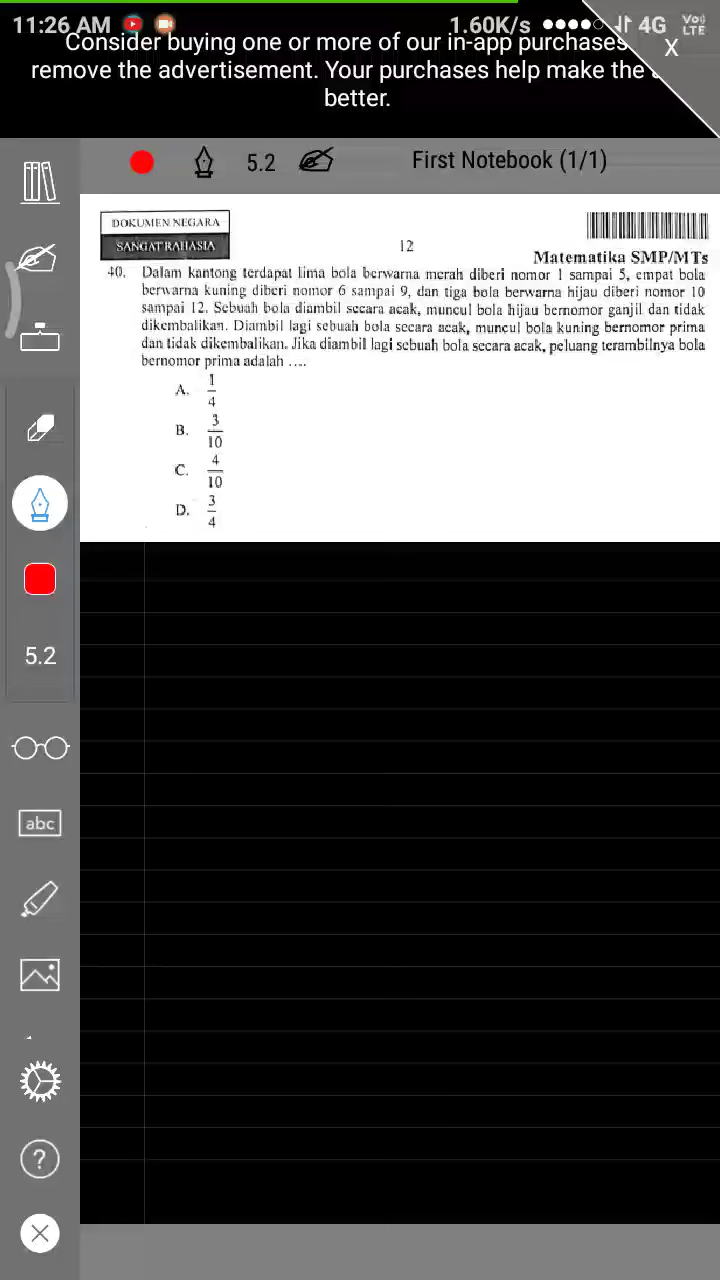 11:26 AM 1.60K/s 4G Vo LTE
Consider buying one or more of our in-app purchases X
remove the advertisement. Your purchases help make the
better.
5.2 First Notebook (1/1)
DOKUMEN NEGARA
SANGAT RAHASIA
12
Matematika SMP/MTs
40. Dalam kantong terdapat lima bola berwarna merah diberi nomor 1 sampai 5, empat bola
berwarna kuning diberi nomor 6 sampai 9, dan tiga bola berwarna hijau diberi nomor 10
sampai 12. Sebuah bola diambil secara acak, muncul bola hijau bernomor ganjil dan tidak
dikembalikan. Diambil lagi sebuah bola secara acak, muncul bola kuning bernomor prima
dan tidak dikembalikan. Jika diambil lagi sebuah bola secara acak, peluang terambilnya bola
bernomor prima adalah ....
A. 1/4
B. 3/10
C. 4/10
D. 3/4
5.2
abc
?